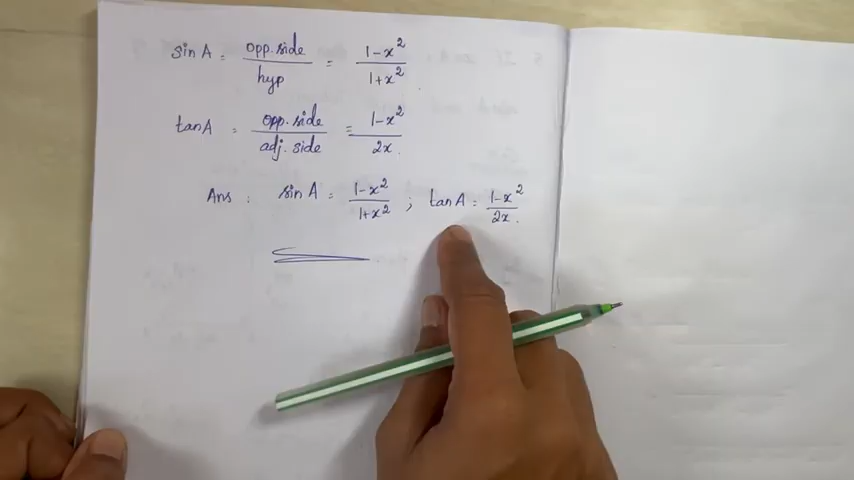 sin A = opp. side / hyp = 1-x² / 1+x² .
tan A = opp. side / adj. side = 1-x² / 2x .
Ans : sin A = 1-x² / 1+x² ; tan A = 1-x² / 2x .